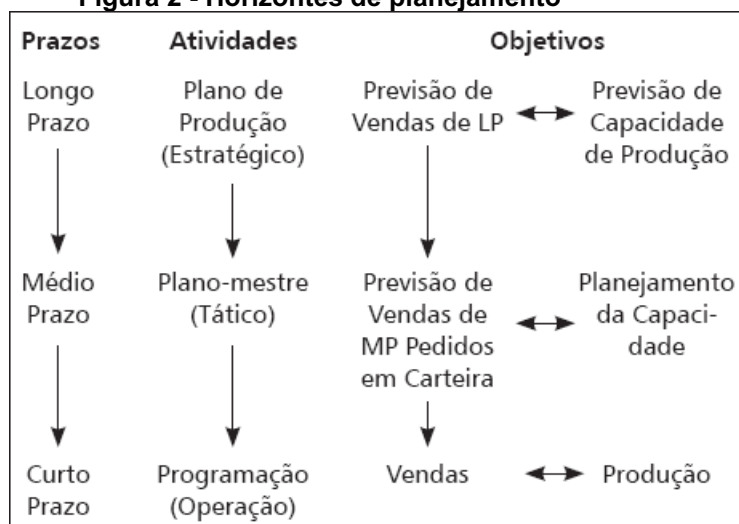 Figura 2 - Horizontes de planejamento
Prazos Atividades Objetivos
Longo Plano de Previsão de Previsão de
Prazo Produção Vendas de LP Capacidade
(Estratégico) de Produção
Médio Plano-mestre Previsão de Planejamento
Prazo (Tático) Vendas de da Capaci-
MP Pedidos dade
em Carteira
Curto Programação Vendas Produção
Prazo (Operação)